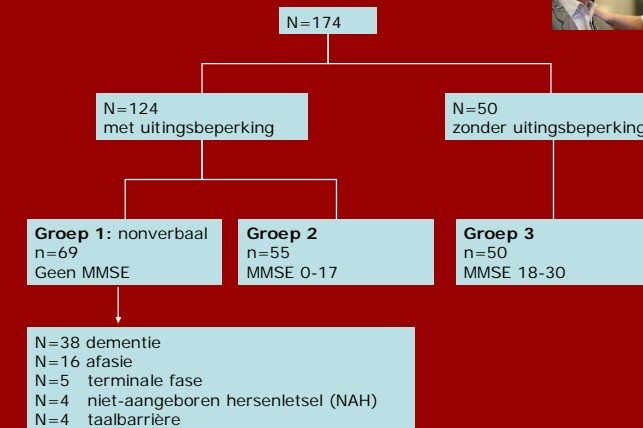 N=174
N=124
met uitingsbeperking
N=50
zonder uitingsbeperking
Groep 1: nonverbaal
n=69
Geen MMSE
Groep 2
n=55
MMSE 0-17
Groep 3
n=50
MMSE 18-30
N=38 dementie
N=16 afasie
N=5 terminale fase
N=4 niet-aangeboren hersenletsel (NAH)
N=4 taalbarrière